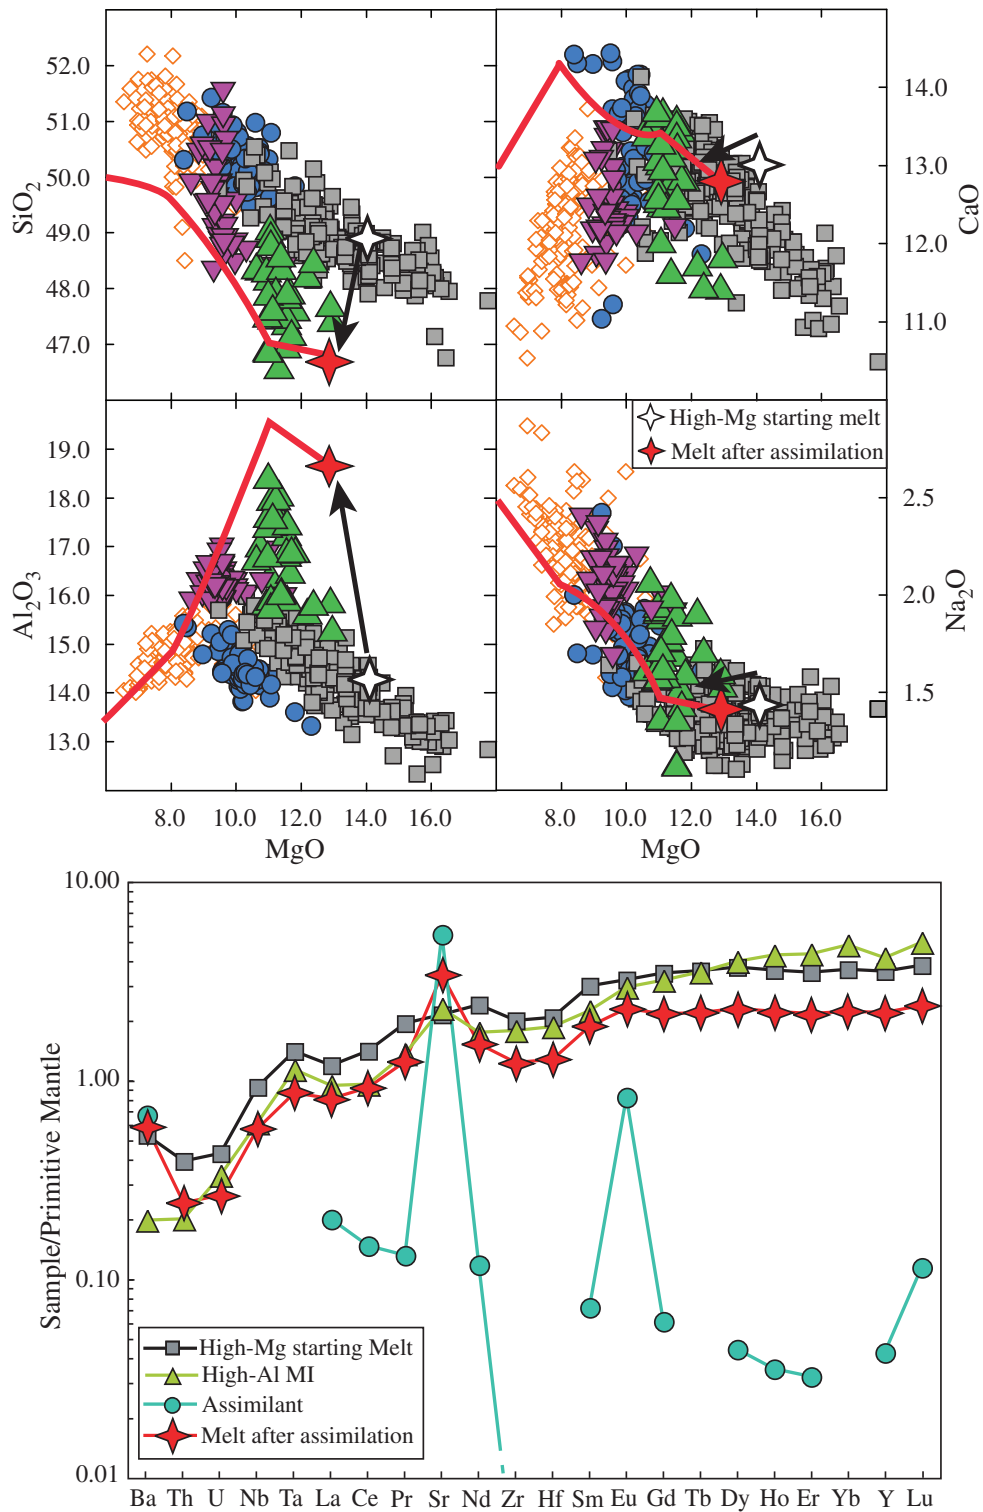 SiO2
52.0
51.0
50.0
49.0
48.0
47.0
14.0
13.0
12.0
11.0
CaO
Al2O3
19.0
18.0
17.0
16.0
15.0
14.0
13.0
High-Mg starting melt
Melt after assimilation
2.5
2.0
1.5
Na2O
8.0 10.0 12.0 14.0 16.0
8.0 10.0 12.0 14.0 16.0
MgO
MgO
Sample/Primitive Mantle
10.00
1.00
0.10
0.01
High-Mg starting Melt
High-Al MI
Assimilant
Melt after assimilation
Ba Th U Nb Ta La Ce Pr Sr Nd Zr Hf Sm Eu Gd Tb Dy Ho Er Yb Y Lu